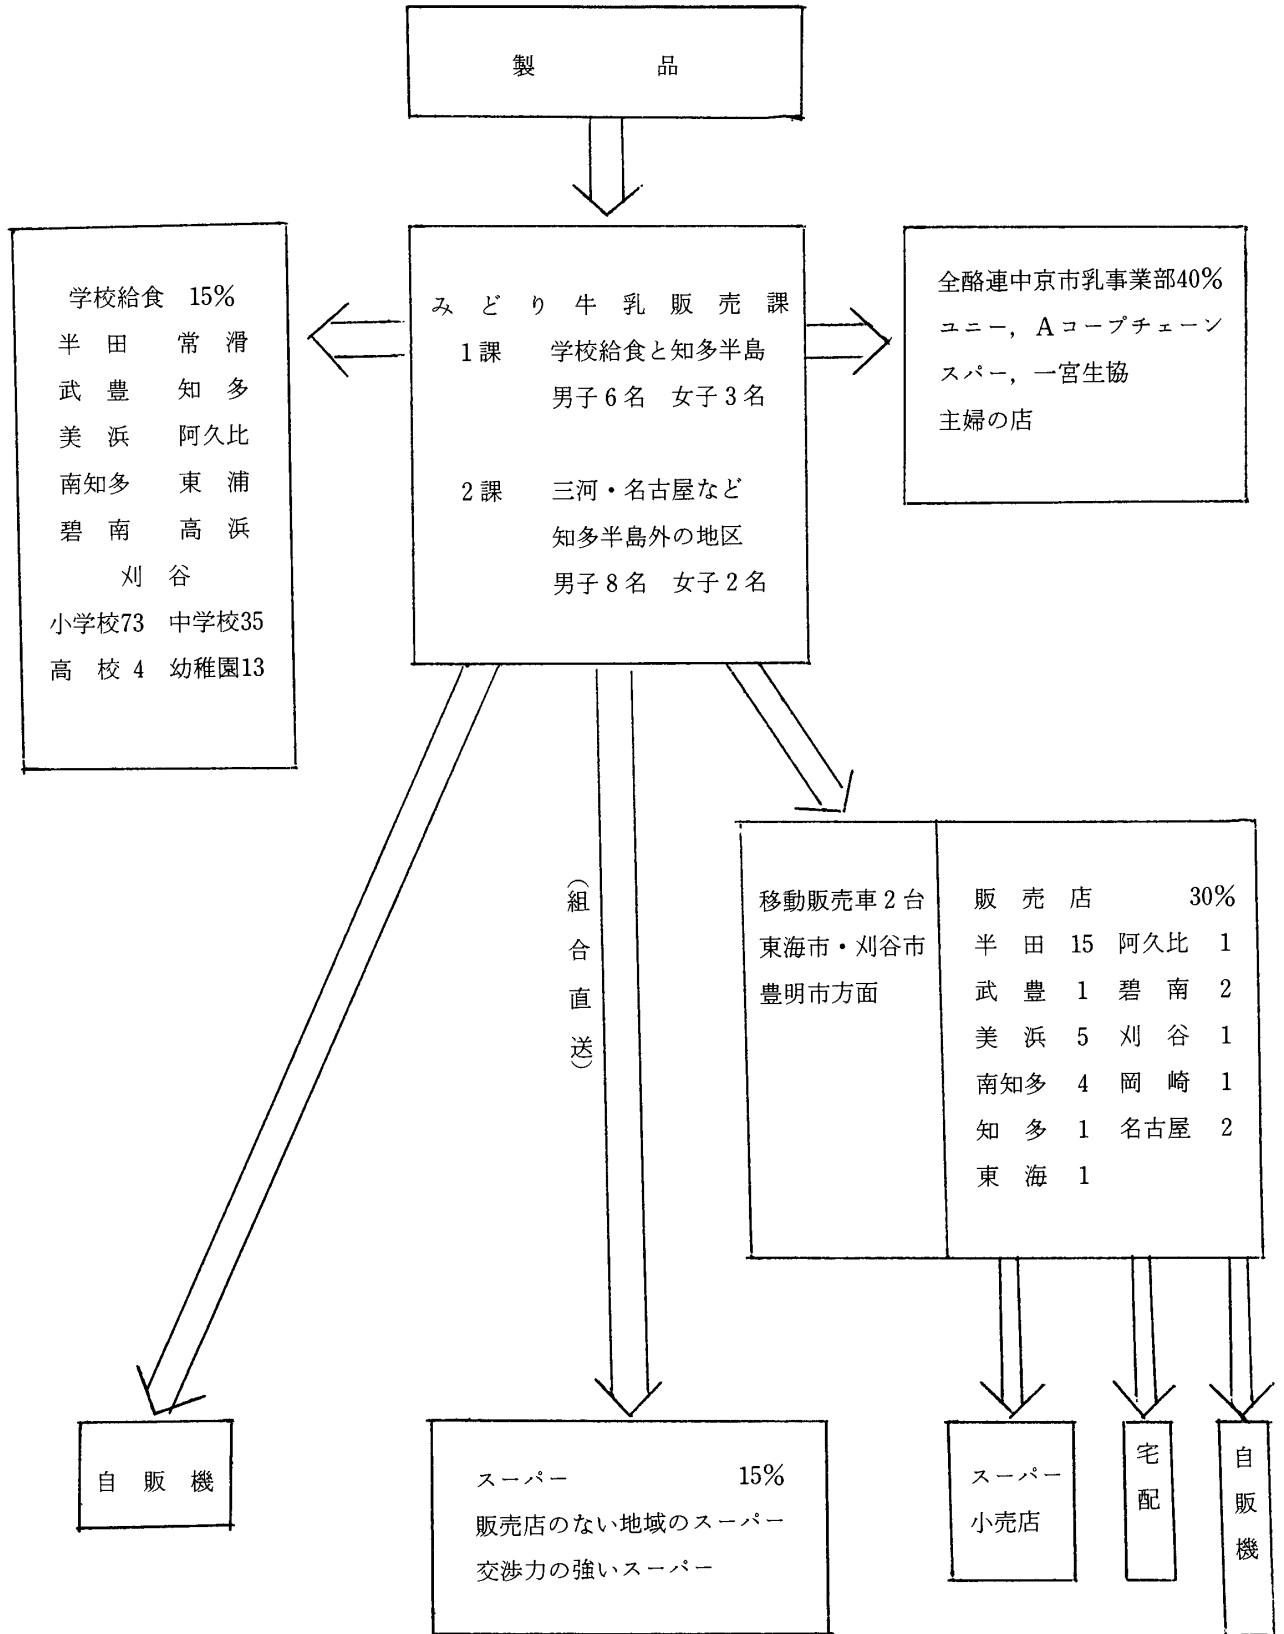 製品
学校給食 15%
半田 常滑
武豊 知多
美浜 阿久比
南知多 東浦
碧南 高浜
刈谷
小学校73 中学校35
高校4 幼稚園13
みどり牛乳販売課
1課 学校給食と知多半島
男子6名 女子3名
2課 三河・名古屋など
知多半島外の地区
男子8名 女子2名
全酪連中京市乳事業部40%
ユニー，Aコープチェーン
スパー，一宮生協
主婦の店
(組合直送)
移動販売車2台
東海市・刈谷市
豊明市方面
販売店 30%
半田 15 阿久比 1
武豊 1 碧南 2
美浜 5 刈谷 1
南知多 4 岡崎 1
知多 1 名古屋 2
東海 1
自販機
スーパー 15%
販売店のない地域のスーパー
交渉力の強いスーパー
スーパー
小売店
宅配
自販機